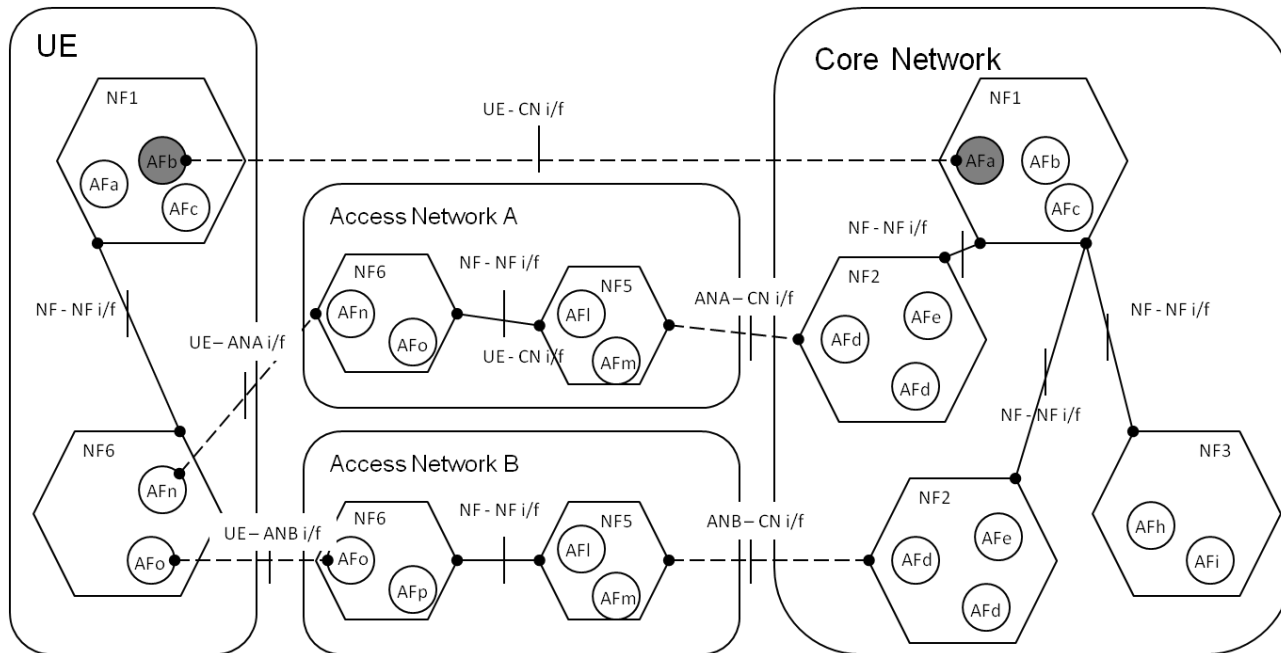 UE
NF1
AFb
AFa
AFc
NF - NF i/f
NF6
AFn
AFo
UE - CN i/f
UE – ANA i/f
UE – ANB i/f
Access Network A
NF6
AFn
AFo
NF - NF i/f
UE - CN i/f
NF5
AFl
AFm
ANA – CN i/f
Access Network B
NF6
AFo
AFp
NF - NF i/f
NF5
AFl
AFm
ANB – CN i/f
Core Network
NF1
AFa
AFb
AFc
NF - NF i/f
NF2
AFe
AFd
AFd
NF - NF i/f
NF - NF i/f
NF2
AFe
AFd
AFd
NF3
AFh
AFi